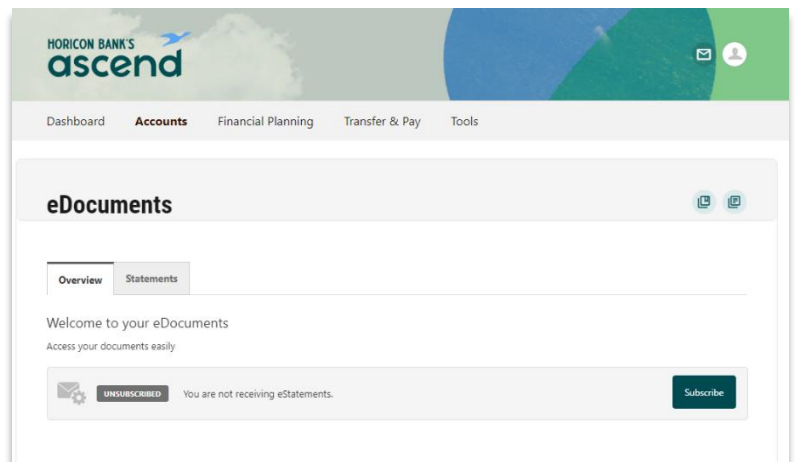 HORICON BANK'S
ascend
Dashboard Accounts Financial Planning Transfer & Pay Tools
eDocuments
Overview Statements
Welcome to your eDocuments
Access your documents easily
UNSUBSCRIBED You are not receiving eStatements. Subscribe